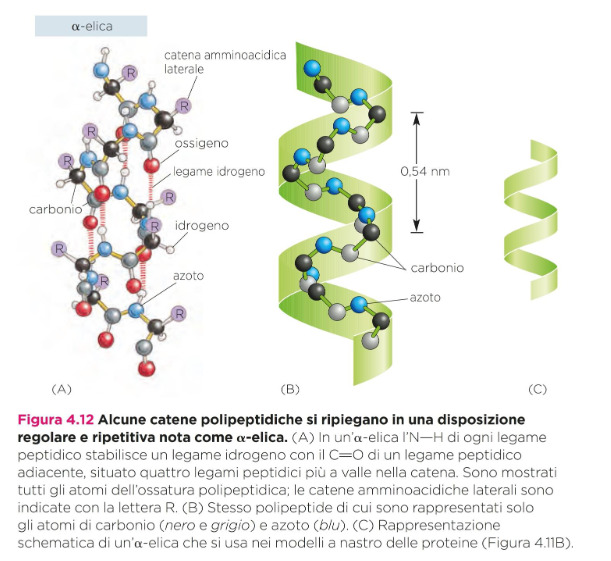 α-elica
catena amminoacidica
laterale
R
R
R
ossigeno
R
legame idrogeno
R
carbonio
R
idrogeno
R
R
azoto
R
0,54 nm
carbonio
azoto
(A)
(B)
(C)
Figura 4.12 Alcune catene polipeptidiche si ripiegano in una disposizione
regolare e ripetitiva nota come α-elica. (A) In un'α-elica l'N—H di ogni legame
peptidico stabilisce un legame idrogeno con il C=O di un legame peptidico
adiacente, situato quattro legami peptidici più a valle nella catena. Sono mostrati
tutti gli atomi dell'ossatura polipeptidica; le catene amminoacidiche laterali sono
indicate con la lettera R. (B) Stesso polipeptide di cui sono rappresentati solo
gli atomi di carbonio (nero e grigio) e azoto (blu). (C) Rappresentazione
schematica di un'α-elica che si usa nei modelli a nastro delle proteine (Figura 4.11B).